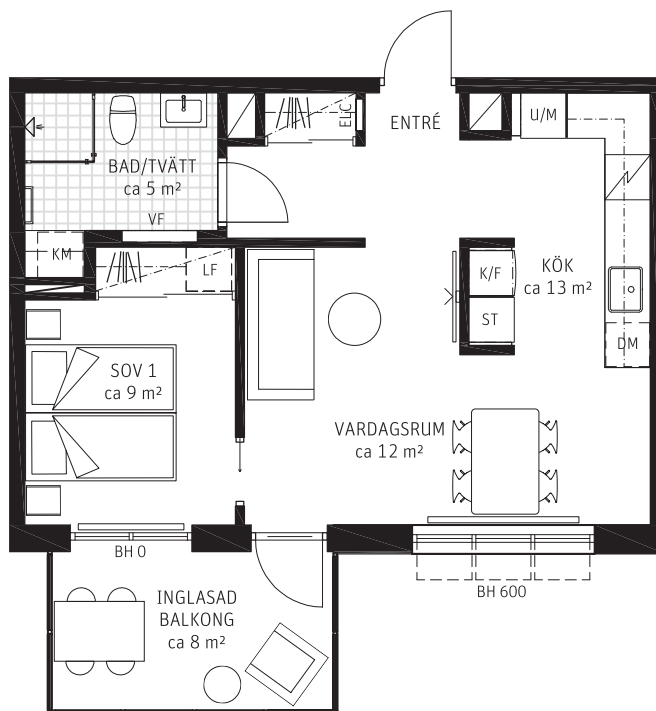 ELC
ENTRÉ
U/M
BAD/TVÄTT
ca 5 m²
VF
KM
LF
K/F
ST
KÖK
ca 13 m²
DM
SOV 1
ca 9 m²
VARDAGSRUM
ca 12 m²
BH 0
BH 600
INGLASAD
BALKONG
ca 8 m²